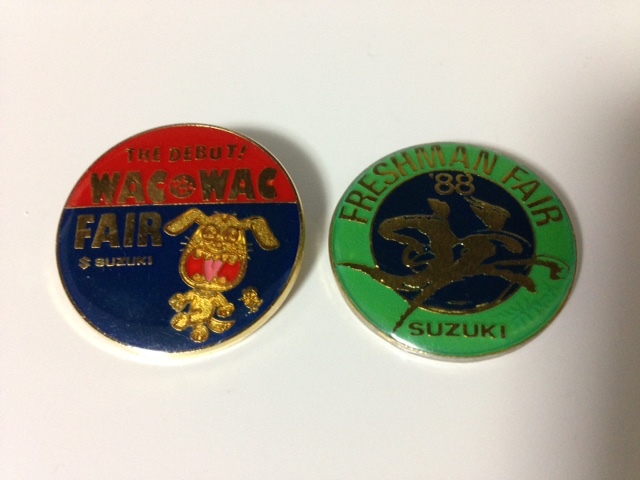 THE DEBUT!
WAC WAC
FAIR
SUZUKI
FRESHMAN FAIR
'88
SUZUKI